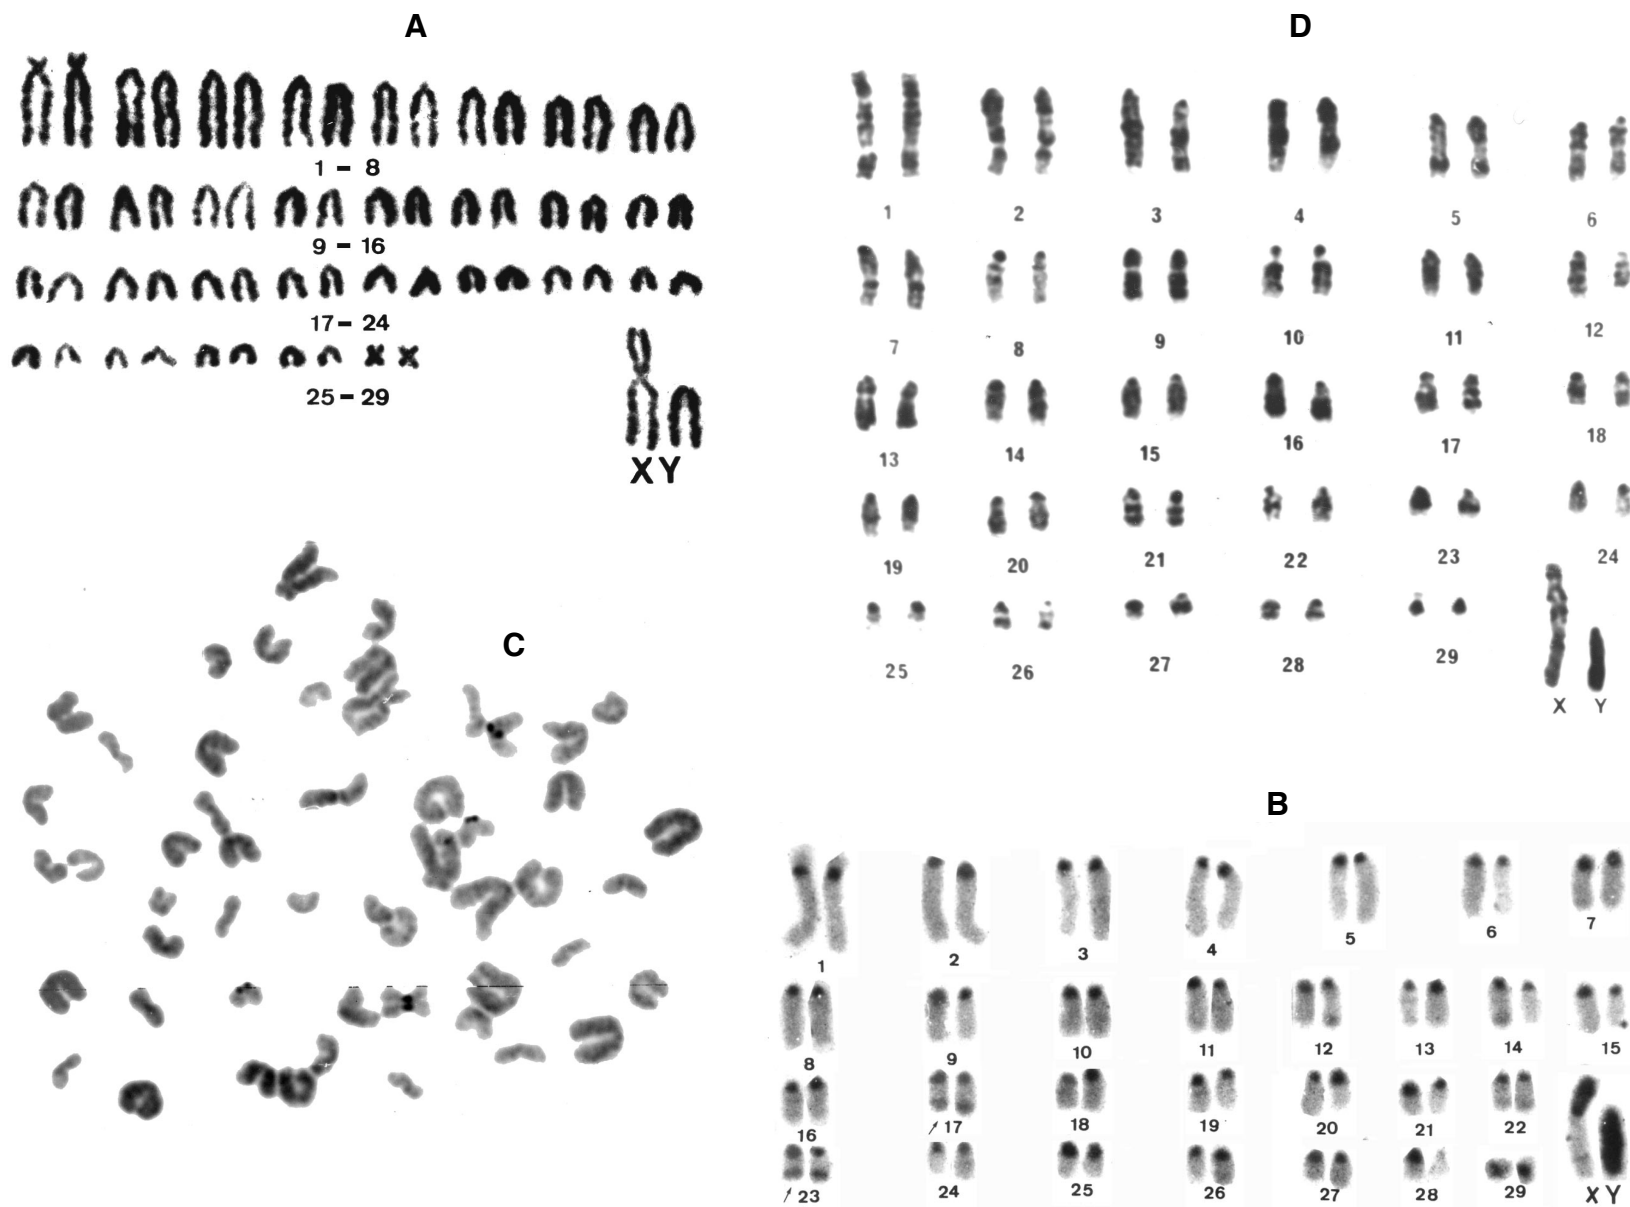 A
1 - 8
9 - 16
17 - 24
25 - 29
X Y
C
D
1 2 3 4 5 6
7 8 9 10 11 12
13 14 15 16 17 18
19 20 21 22 23 24
25 26 27 28 29
X Y
B
1 2 3 4 5 6 7
8 9 10 11 12 13 14 15
16 17 18 19 20 21 22
23 24 25 26 27 28 29 X Y